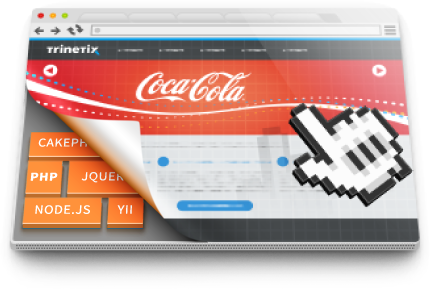 TRINETIX
Coca-Cola
CAKEPH
PHP JQUER
NODE.JS YII